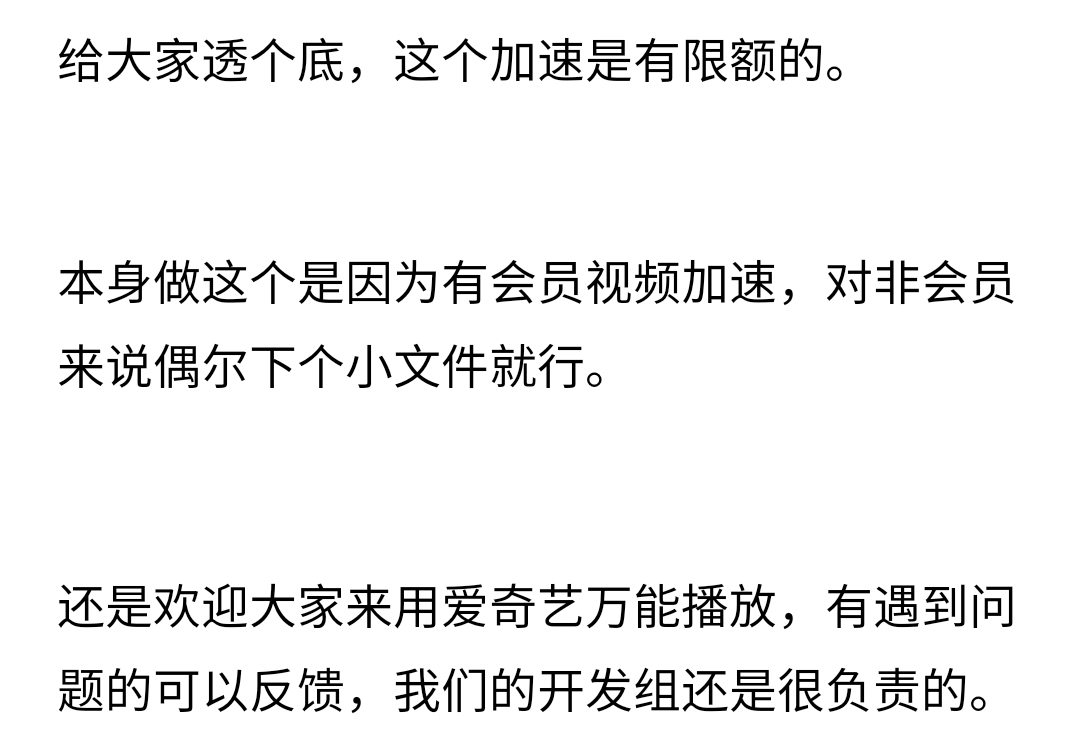 给大家透个底，这个加速是有限额的。
本身做这个是因为有会员视频加速，对非会员
来说偶尔下个小文件就行。
还是欢迎大家来用爱奇艺万能播放，有遇到问
题的可以反馈，我们的开发组还是很负责的。